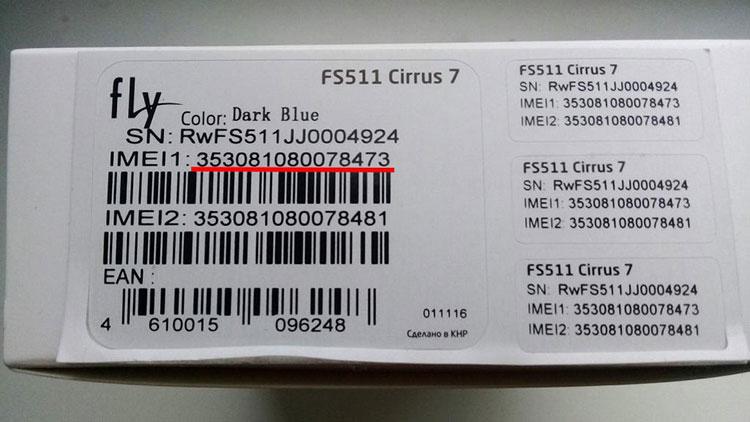 FS511 Cirrus 7
fly
Color: Dark Blue
SN: RwFS511JJ0004924
IMEI1: 353081080078473
IMEI2: 353081080078481
EAN :
4 610015 096248
011116
Сделано в КНР
FS511 Cirrus 7
SN: RwFS511JJ0004924
IMEI1: 353081080078473
IMEI2: 353081080078481
FS511 Cirrus 7
SN: RwFS511JJ0004924
IMEI1: 353081080078473
IMEI2: 353081080078481
FS511 Cirrus 7
SN: RwFS511JJ0004924
IMEI1: 353081080078473
IMEI2: 353081080078481